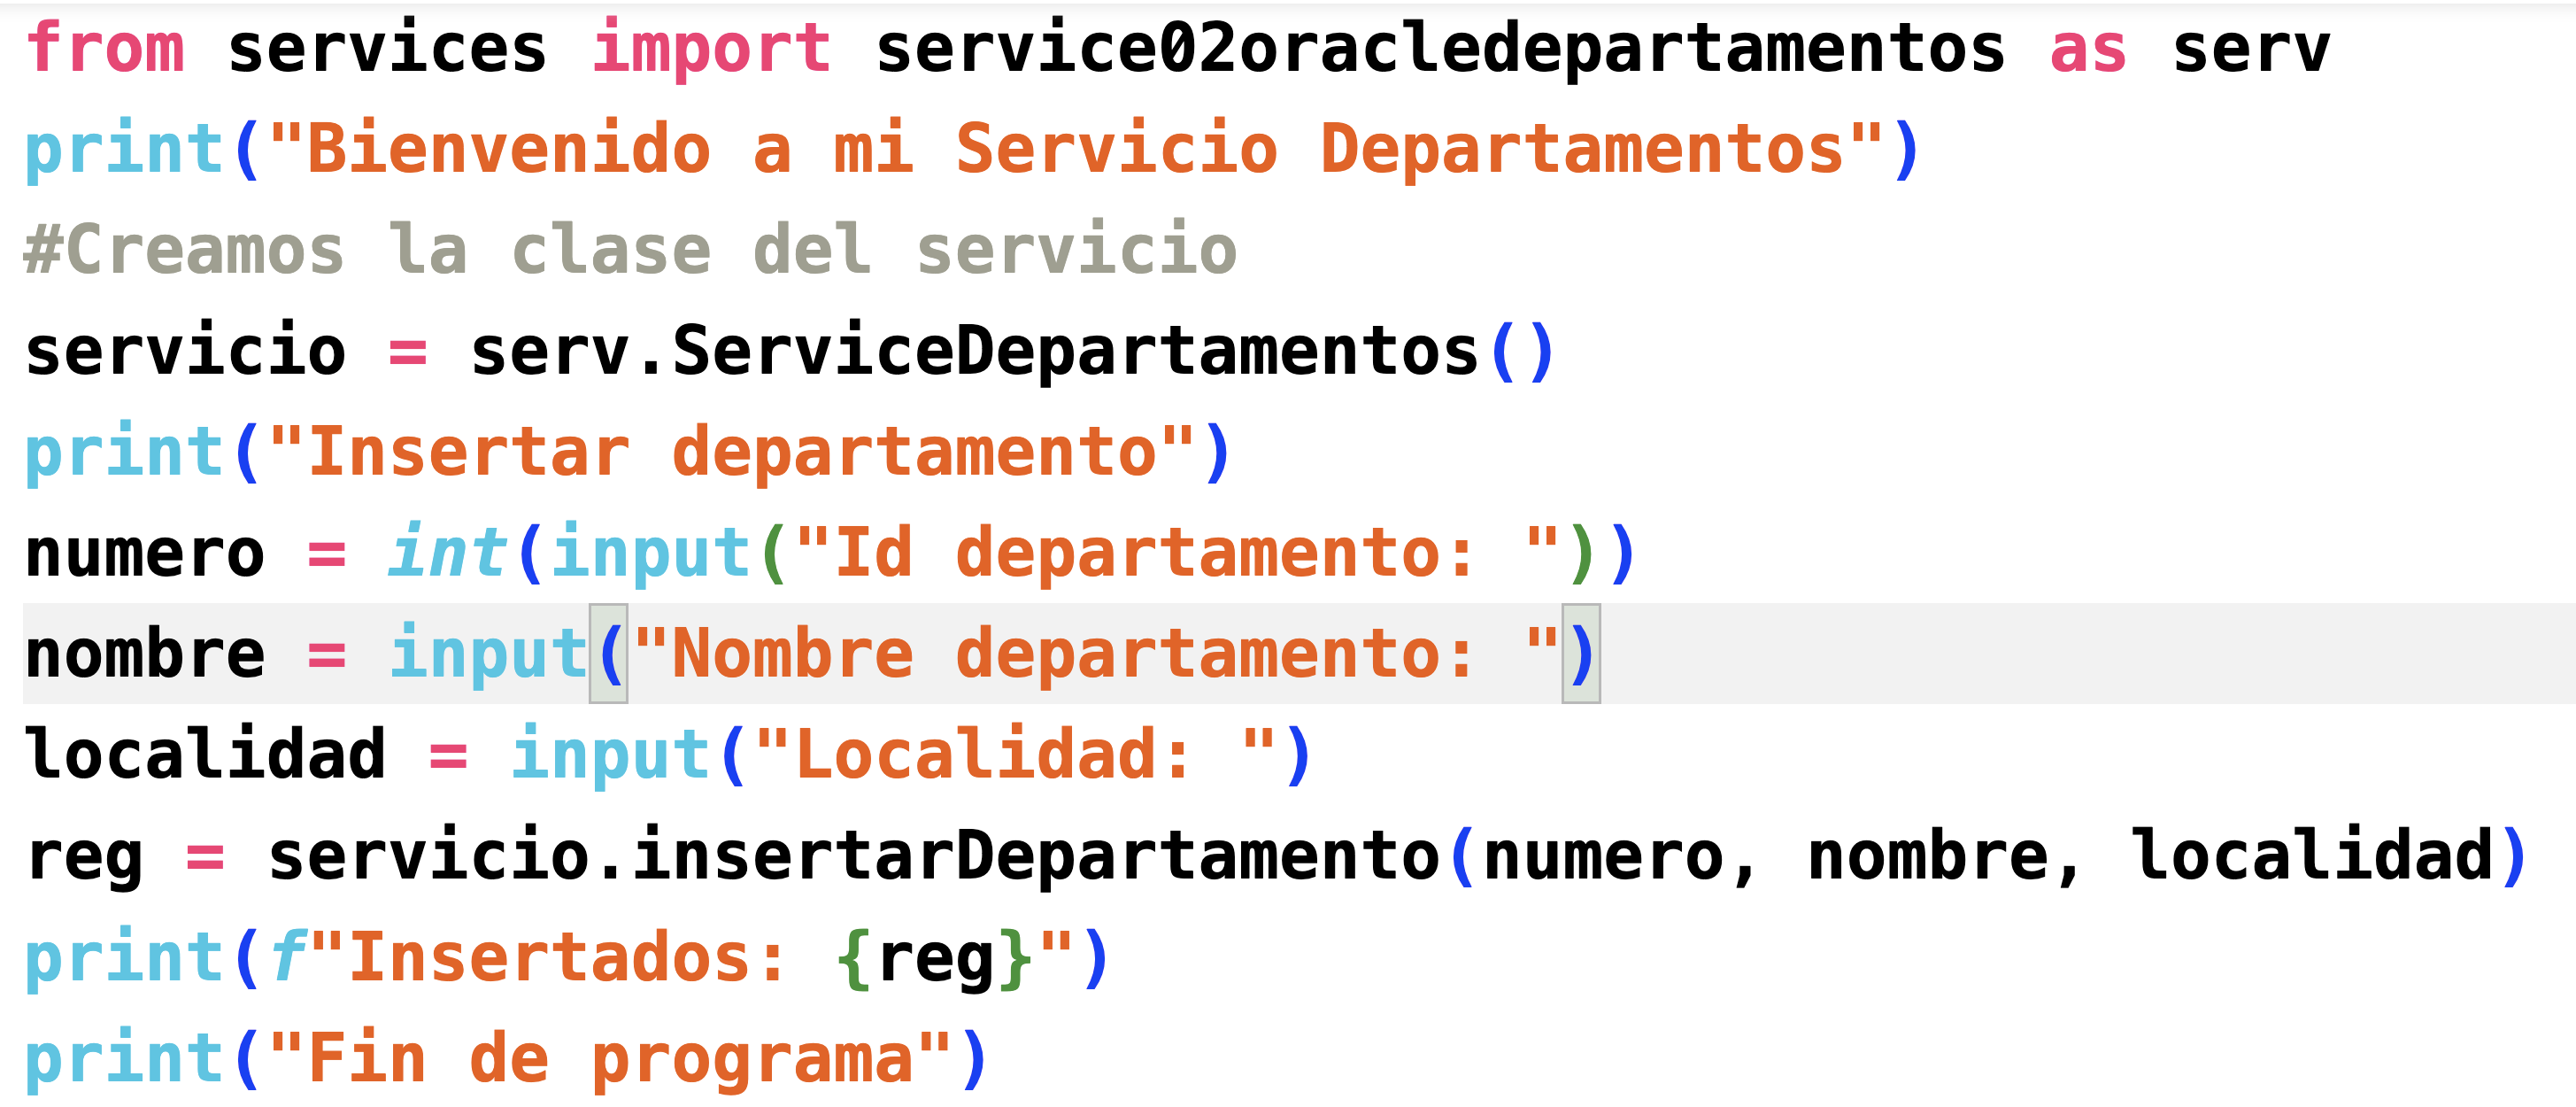 from services import service02oracledepartamentos as serv
print("Bienvenido a mi Servicio Departamentos")
#Creamos la clase del servicio
servicio = serv.ServiceDepartamentos()
print("Insertar departamento")
numero = int(input("Id departamento: "))
nombre = input("Nombre departamento: ")
localidad = input("Localidad: ")
reg = servicio.insertarDepartamento(numero, nombre, localidad)
print(f"Insertados: {reg}")
print("Fin de programa")